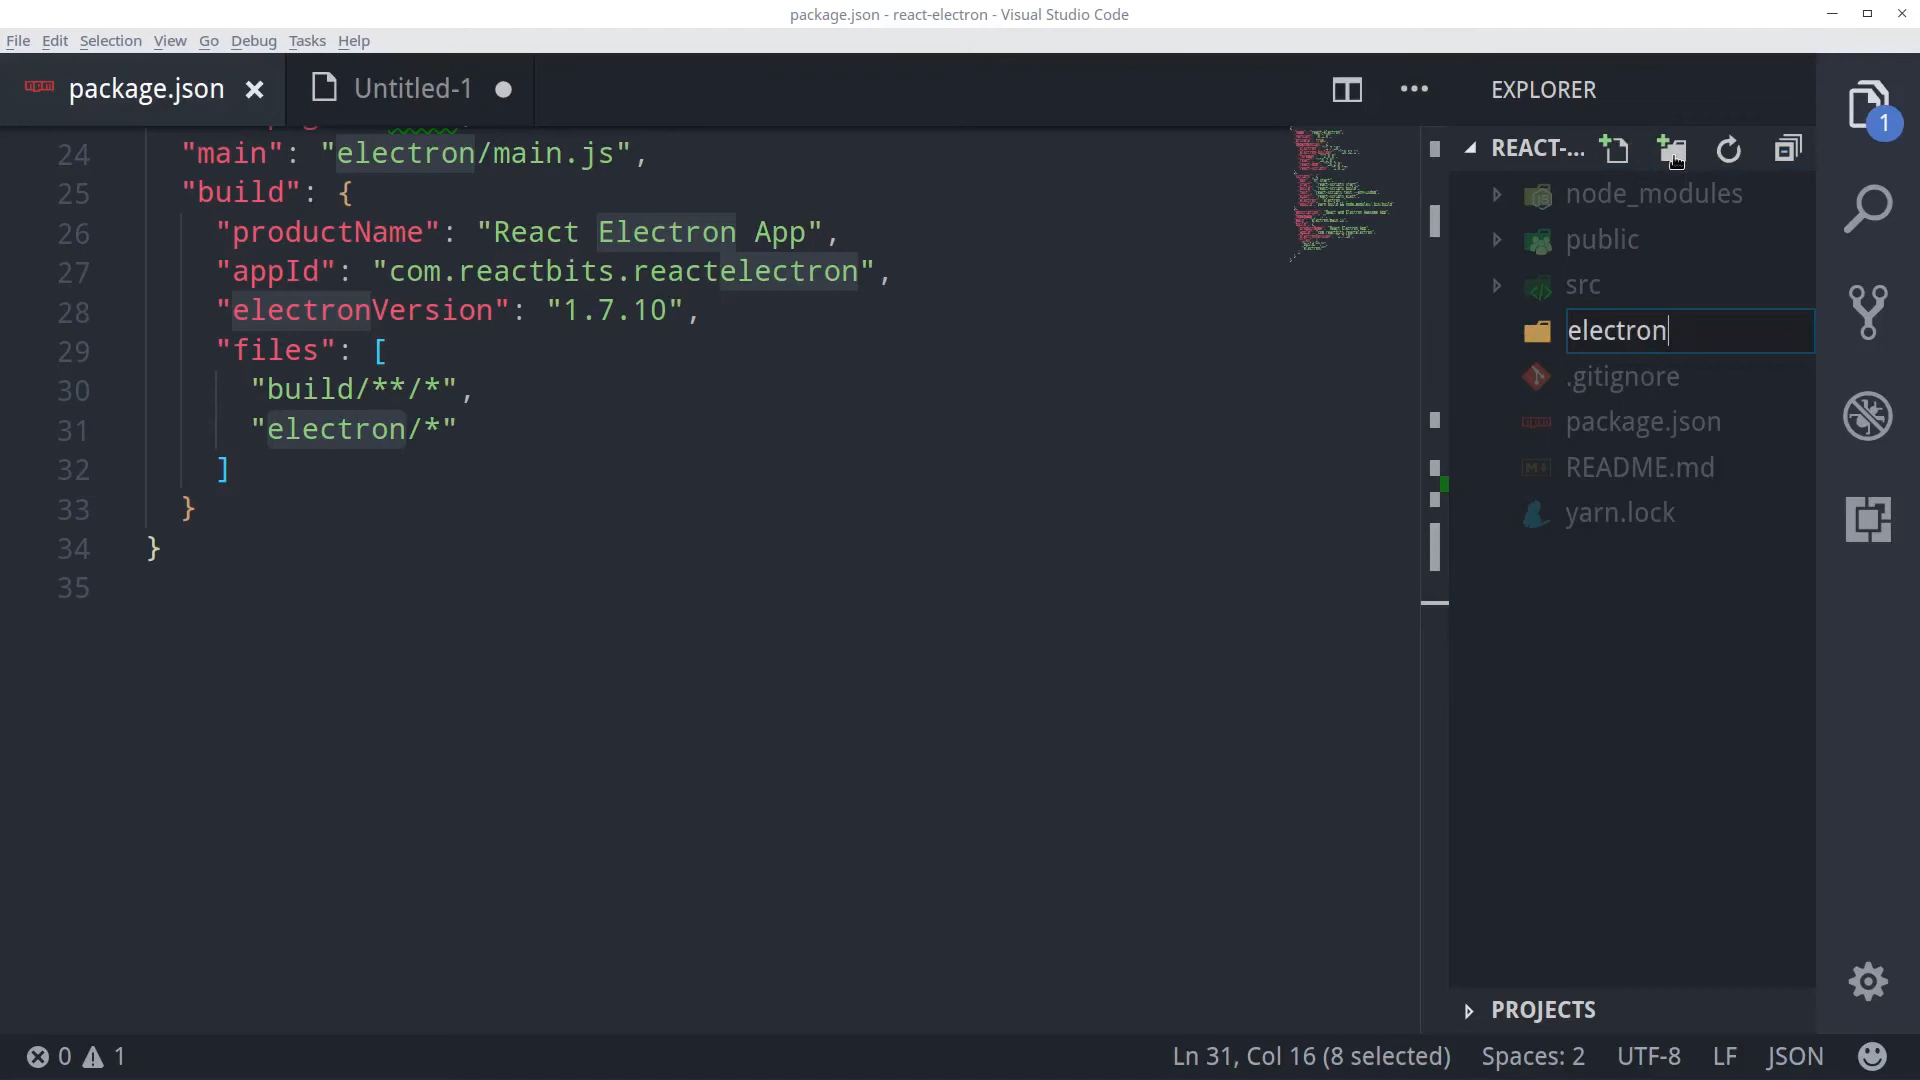 package.json - react-electron - Visual Studio Code
File Edit Selection View Go Debug Tasks Help
package.json
Untitled-1
EXPLORER
1
REACT-...
24 "main": "electron/main.js",
25 "build": {
26 "productName": "React Electron App",
27 "appId": "com.reactbits.reactelectron",
28 "electronVersion": "1.7.10",
29 "files": [
30 "build/**/*",
31 "electron/*"
32 ]
33 }
34 }
35
node_modules
public
src
electron
.gitignore
package.json
README.md
yarn.lock
PROJECTS
0 1 Ln 31, Col 16 (8 selected) Spaces: 2 UTF-8 LF JSON